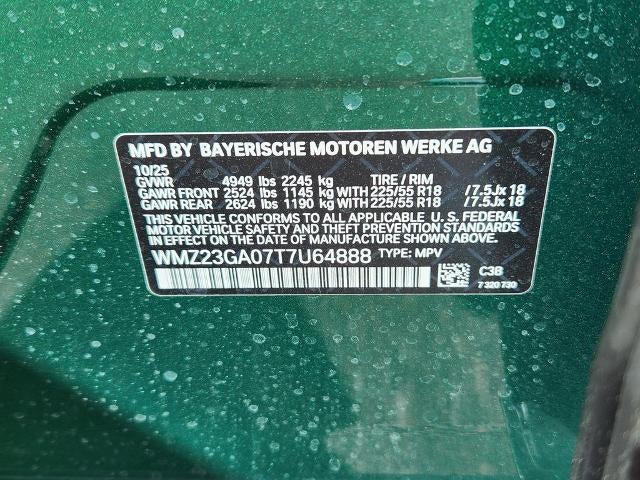 MFD BY BAYERISCHE MOTOREN WERKE AG
10/25
GVWR 4949 lbs 2245 kg TIRE / RIM
GAWR FRONT 2524 lbs 1145 kg WITH 225/55 R18 /7.5Jx18
GAWR REAR 2624 lbs 1190 kg WITH 225/55 R18 /7.5Jx18
THIS VEHICLE CONFORMS TO ALL APPLICABLE U.S. FEDERAL
MOTOR VEHICLE SAFETY AND THEFT PREVENTION STANDARDS
IN EFFECT ON THE DATE OF MANUFACTURE SHOWN ABOVE.
WMZ23GA07T7U64888 TYPE: MPV
C3B
7 320 730